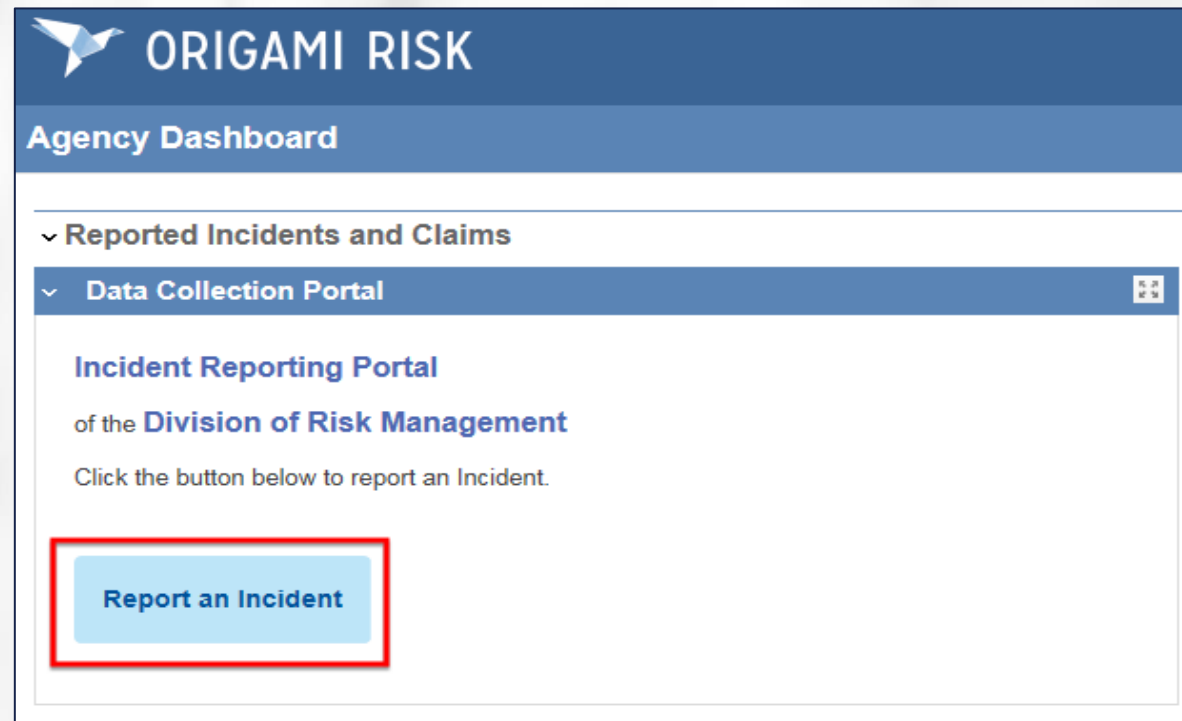 ORIGAMI RISK
Agency Dashboard
Reported Incidents and Claims
Data Collection Portal
Incident Reporting Portal
of the Division of Risk Management
Click the button below to report an Incident.
Report an Incident